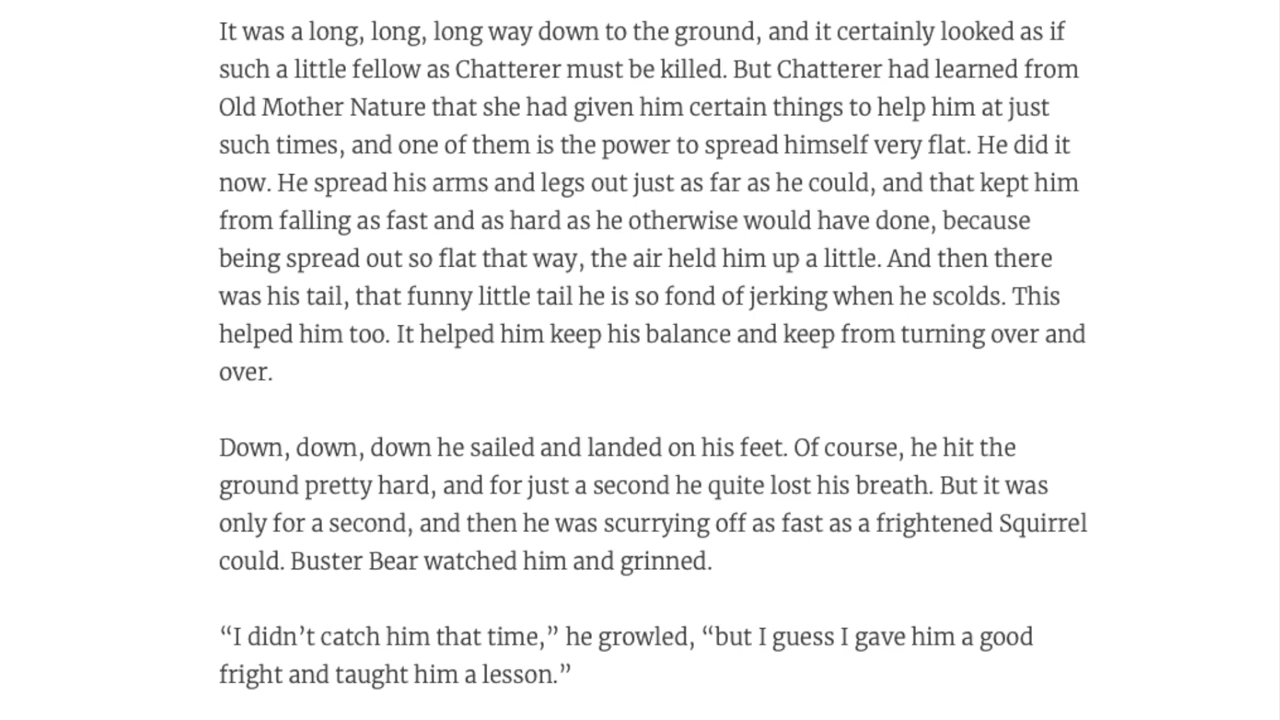 It was a long, long, long way down to the ground, and it certainly looked as if
such a little fellow as Chatterer must be killed. But Chatterer had learned from
Old Mother Nature that she had given him certain things to help him at just
such times, and one of them is the power to spread himself very flat. He did it
now. He spread his arms and legs out just as far as he could, and that kept him
from falling as fast and as hard as he otherwise would have done, because
being spread out so flat that way, the air held him up a little. And then there
was his tail, that funny little tail he is so fond of jerking when he scolds. This
helped him too. It helped him keep his balance and keep from turning over and
over.
Down, down, down he sailed and landed on his feet. Of course, he hit the
ground pretty hard, and for just a second he quite lost his breath. But it was
only for a second, and then he was scurrying off as fast as a frightened Squirrel
could. Buster Bear watched him and grinned.
“I didn’t catch him that time,” he growled, “but I guess I gave him a good
fright and taught him a lesson.”